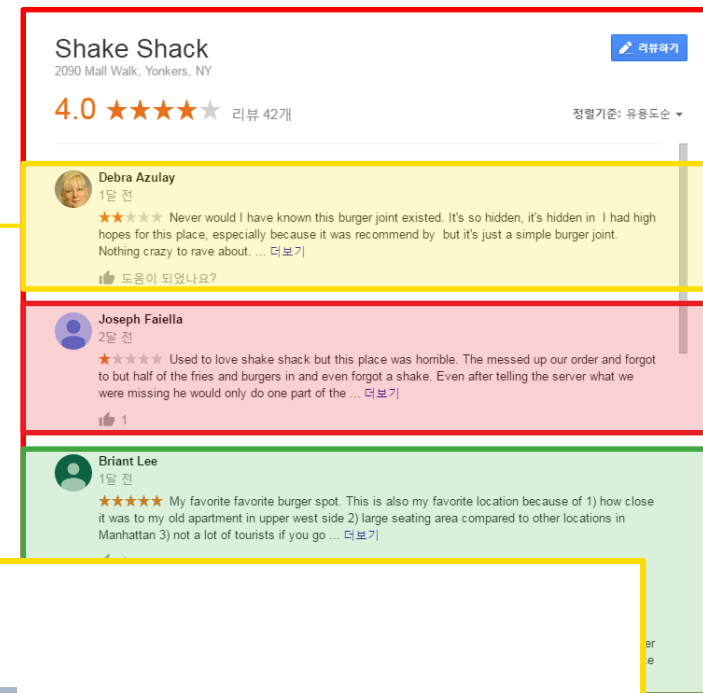 Shake Shack
리뷰하기
2090 Mall Walk, Yonkers, NY
4.0 ★★★★★ 리뷰 42개
정렬기준: 유용도순
Debra Azulay
1달 전
★★★★★ Never would I have known this burger joint existed. It's so hidden, it's hidden in I had high
hopes for this place, especially because it was recommend by but it's just a simple burger joint.
Nothing crazy to rave about. ... 더보기
도움이 되었나요?
Joseph Faiella
2달 전
★★★★★ Used to love shake shack but this place was horrible. The messed up our order and forgot
to but half of the fries and burgers in and even forgot a shake. Even after telling the server what we
were missing he would only do one part of the ... 더보기
1
Briant Lee
1달 전
★★★★★ My favorite favorite burger spot. This is also my favorite location because of 1) how close
it was to my old apartment in upper west side 2) large seating area compared to other locations in
Manhattan 3) not a lot of tourists if you go ... 더보기